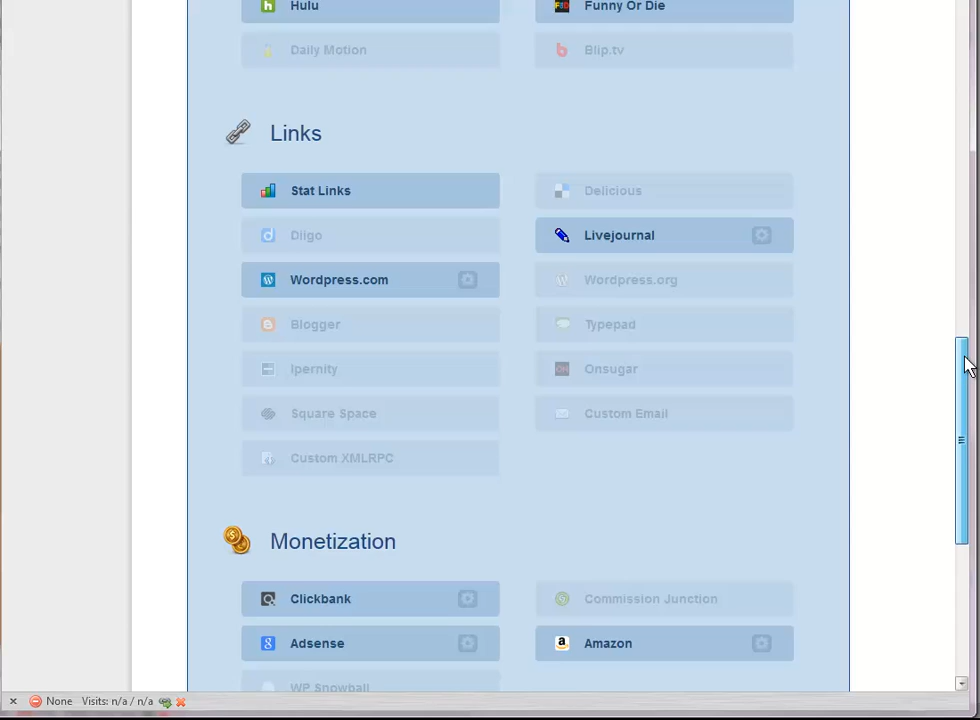 Hulu
Funny Or Die
Daily Motion
Blip.tv
Links
Stat Links
Delicious
Diigo
Livejournal
Wordpress.com
Wordpress.org
Blogger
Typepad
Ipernity
Onsugar
Square Space
Custom Email
Custom XMLRPC
Monetization
Clickbank
Commission Junction
Adsense
Amazon
WP Snowball
None Visits: n/a / n/a